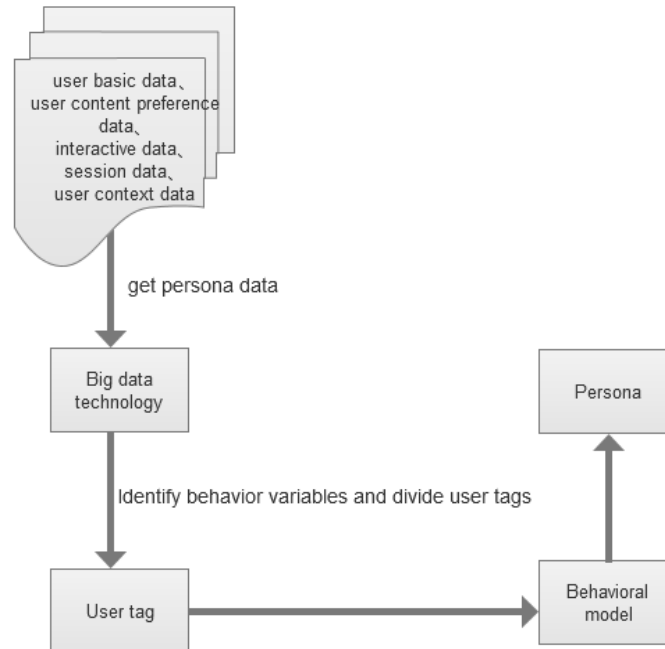 user basic data、
user content preference
data、
interactive data、
session data、
user context data
get persona data
Big data
technology
Persona
Identify behavior variables and divide user tags
User tag
Behavioral
model